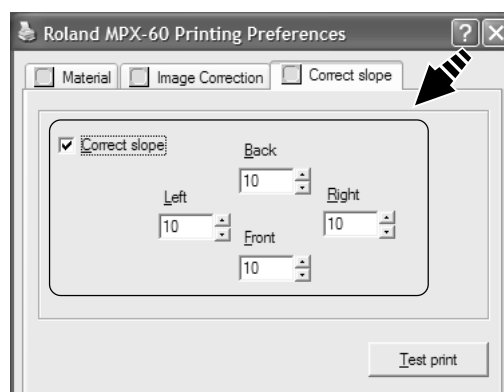 Roland MPX-60 Printing Preferences ?
Material Image Correction Correct slope
Correct slope
Back
10
Left
10
Right
10
Front
10
Test print